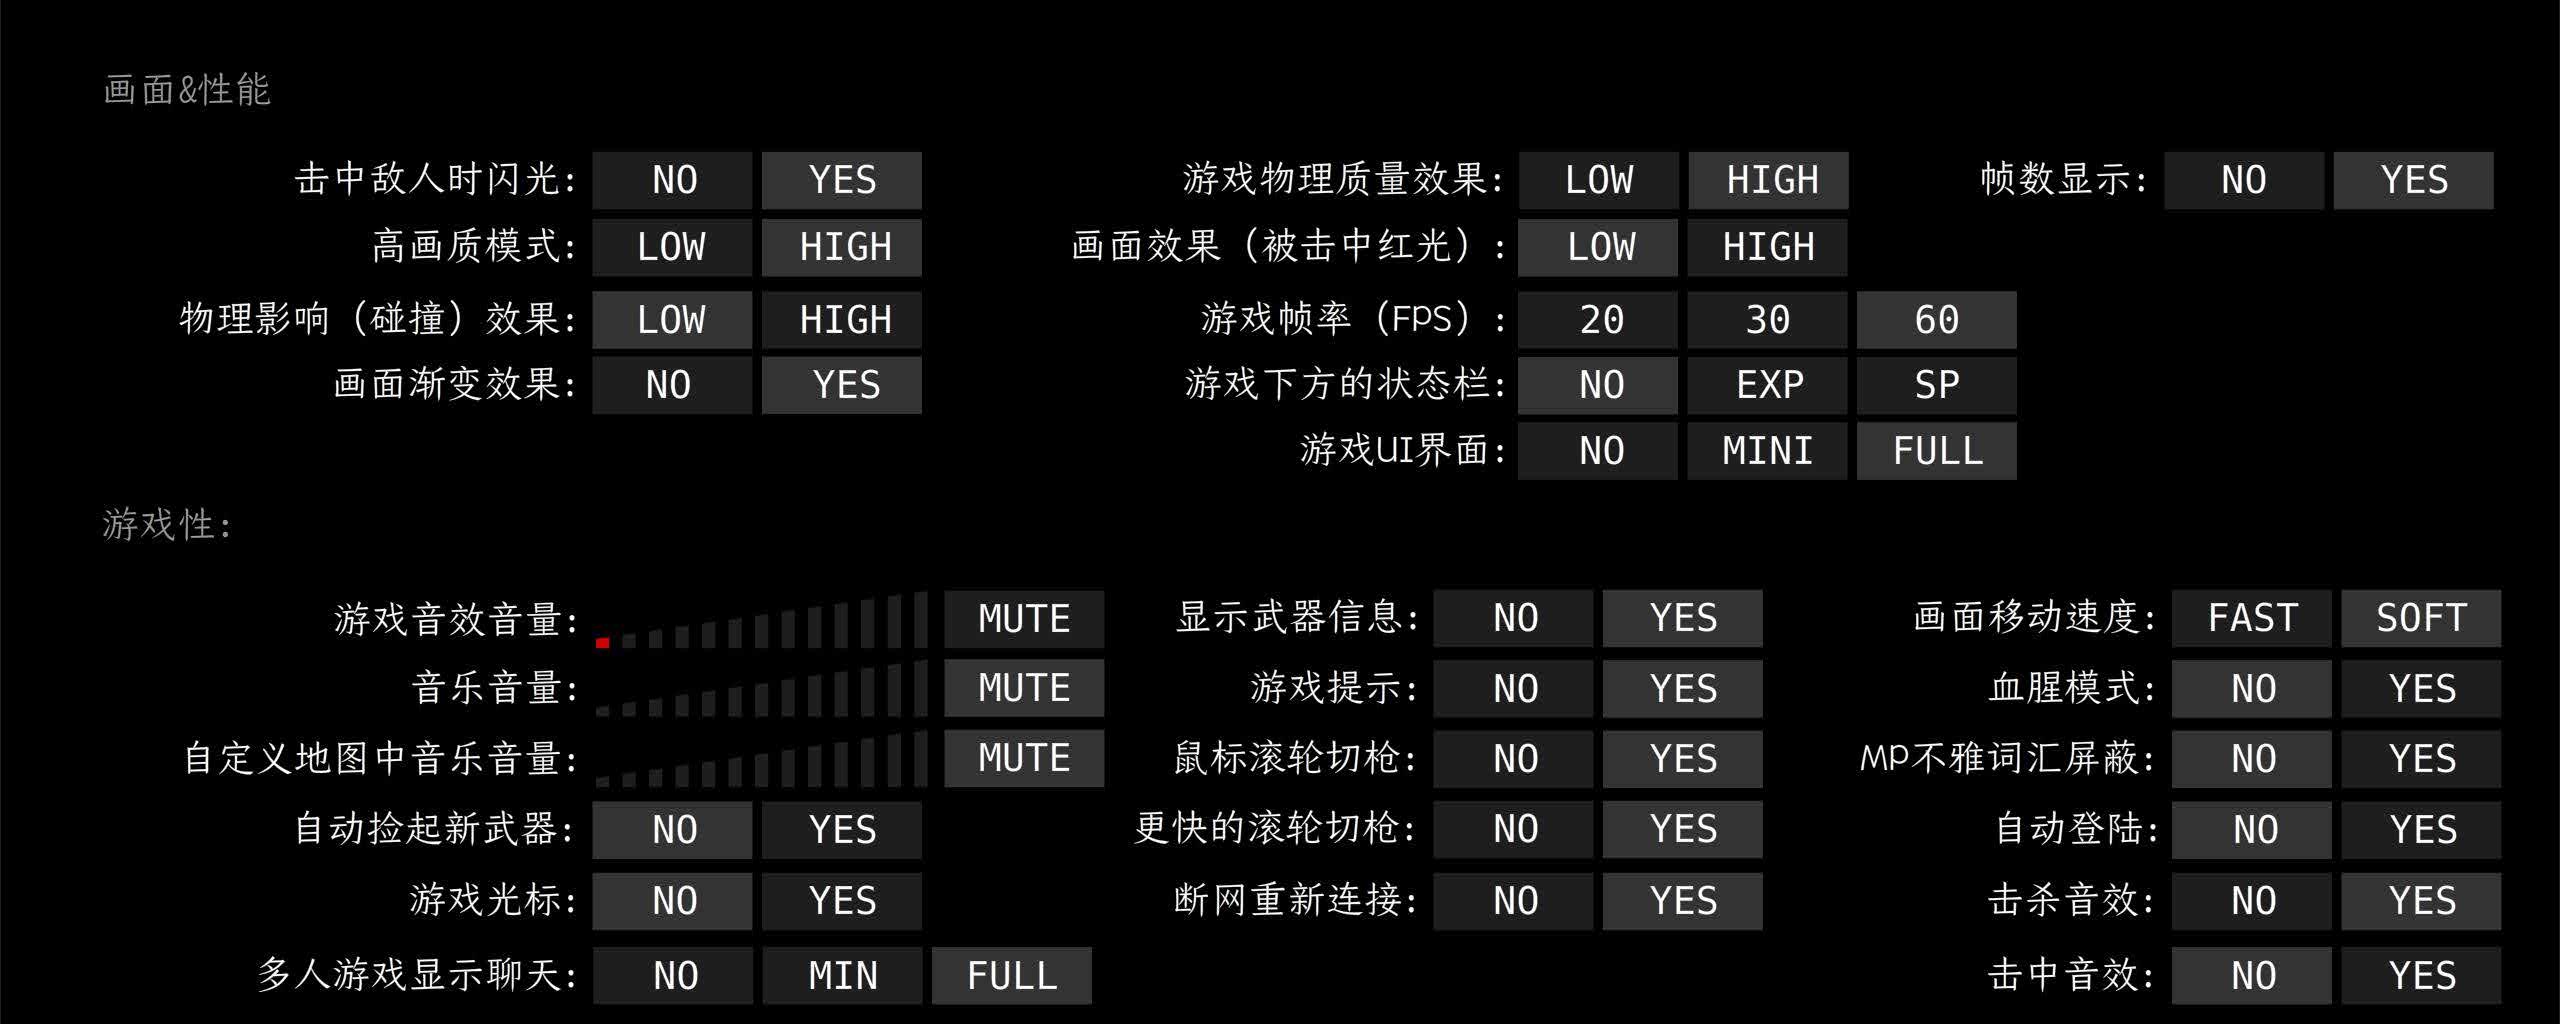 画面&性能
击中敌人时闪光: NO YES 游戏物理质量效果: LOW HIGH 帧数显示: NO YES
高画质模式: LOW HIGH 画面效果（被击中红光）: LOW HIGH
物理影响（碰撞）效果: LOW HIGH 游戏帧率（FPS）: 20 30 60
画面渐变效果: NO YES 游戏下方的状态栏: NO EXP SP
游戏UI界面: NO MINI FULL
游戏性:
游戏音效音量: MUTE 显示武器信息: NO YES 画面移动速度: FAST SOFT
音乐音量: MUTE 游戏提示: NO YES 血腥模式: NO YES
自定义地图中音乐音量: MUTE 鼠标滚轮切枪: NO YES MP不雅词汇屏蔽: NO YES
自动捡起新武器: NO YES 更快的滚轮切枪: NO YES 自动登陆: NO YES
游戏光标: NO YES 断网重新连接: NO YES 击杀音效: NO YES
多人游戏显示聊天: NO MIN FULL 击中音效: NO YES